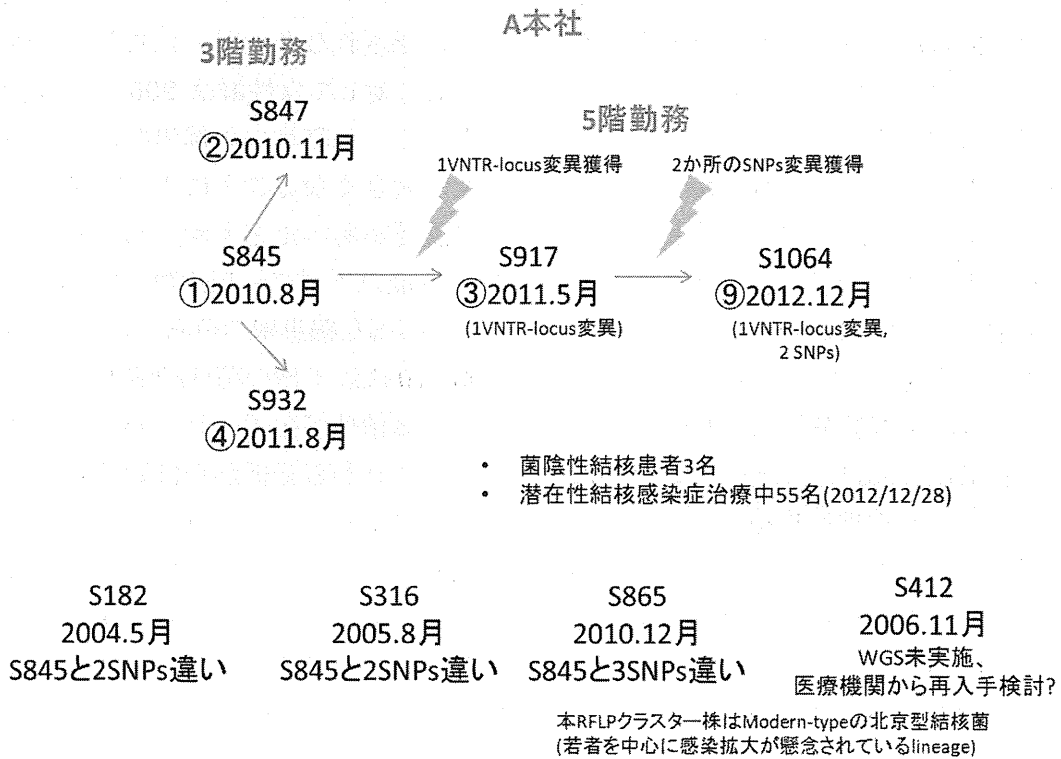 A本社
3階勤務
S847
②2010.11月
5階勤務
1VNTR-locus変異獲得
2か所のSNPs変異獲得
S845
①2010.8月
S917
③2011.5月
(1VNTR-locus変異)
S1064
⑨2012.12月
(1VNTR-locus変異,
2 SNPs)
S932
④2011.8月
• 菌陰性結核患者3名
• 潜在性結核感染症治療中55名(2012/12/28)
S182
2004.5月
S845と2SNPs違い
S316
2005.8月
S845と2SNPs違い
S865
2010.12月
S845と3SNPs違い
S412
2006.11月
WGS未実施、
医療機関から再入手検討?
本RFLPクラスター株はModern-typeの北京型結核菌
(若者を中心に感染拡大が懸念されているlineage)